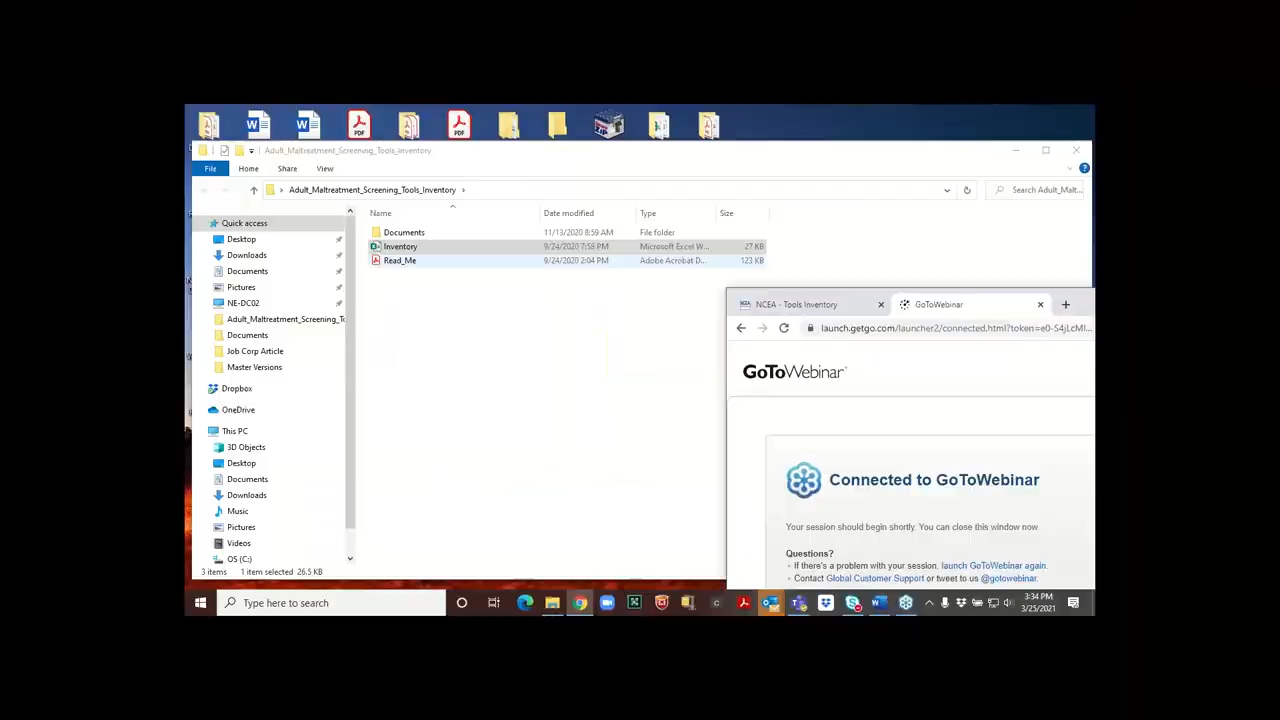 W W PDF PDF ZIP
Adult_Maltreatment_Screening_Tools_Inventory
File Home Share View
Adult_Maltreatment_Screening_Tools_Inventory
Search Adult_Malt...
Name Date modified Type Size
Documents 11/13/2020 8:59 AM File folder
Inventory 9/24/2020 7:58 PM Microsoft Excel W... 27 KB
Read_Me 9/24/2020 2:04 PM Adobe Acrobat D... 123 KB
Quick access
Desktop
Downloads
Documents
Pictures
NE-DC02
Adult_Maltreatment_Screening_To
Documents
Job Corp Article
Master Versions
Dropbox
OneDrive
This PC
3D Objects
Desktop
Documents
Downloads
Music
Pictures
Videos
OS (C:)
3 items 1 item selected 26.5 KB
NCEA - Tools Inventory
GoToWebinar
launch.getgo.com/launcher2/connected.html?token=e0-S4jLcMl...
GoToWebinar
Connected to GoToWebinar
Your session should begin shortly. You can close this window now.
Questions?
If there's a problem with your session, launch GoToWebinar again.
Contact Global Customer Support or tweet to us @gotowebinar.
Type here to search
3:34 PM
3/25/2021